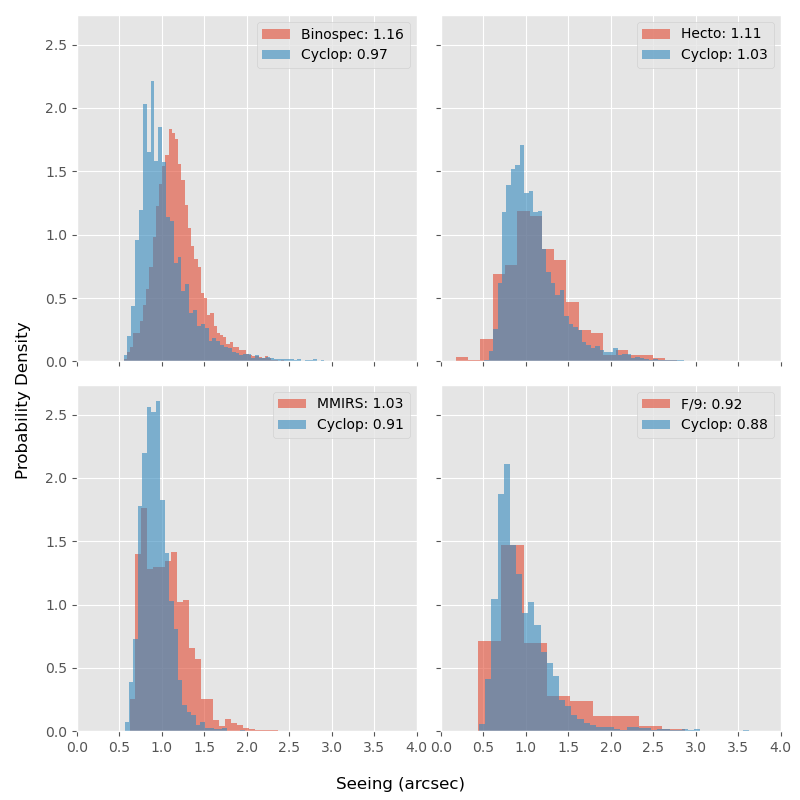 Binospec: 1.16
Cyclop: 0.97
Hecto: 1.11
Cyclop: 1.03
2.5
2.0
1.5
1.0
0.5
0.0
MMIRS: 1.03
Cyclop: 0.91
F/9: 0.92
Cyclop: 0.88
2.5
2.0
1.5
1.0
0.5
0.0
0.0 0.5 1.0 1.5 2.0 2.5 3.0 3.5 4.0
0.0 0.5 1.0 1.5 2.0 2.5 3.0 3.5 4.0
Probability Density
Seeing (arcsec)